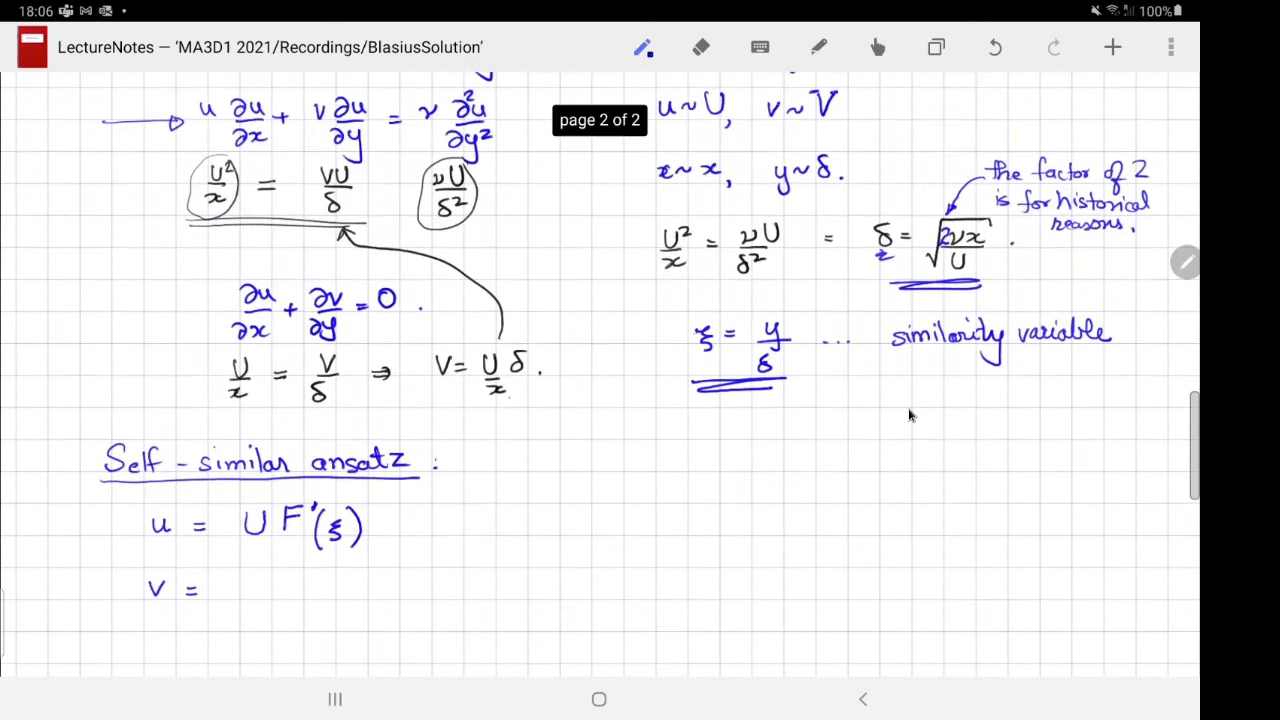 18:06
100%
LectureNotes — ‘MA3D1 2021/Recordings/BlasiusSolution’
page 2 of 2
u ∂u/∂x + v ∂u/∂y = ν ∂²u/∂y²
U²/x = VU/δ νU/δ²
∂u/∂x + ∂v/∂y = 0 .
U/x = V/δ ⇒ V = U/x δ .
Self - similar ansatz :
u = U F'(ξ)
v =
u ~ U, v ~ V
x ~ x, y ~ δ.
the factor of 2
is for historical
reasons.
U²/x = νU/δ² = δ = √2νx/U .
ξ = y/δ ... similarity variable